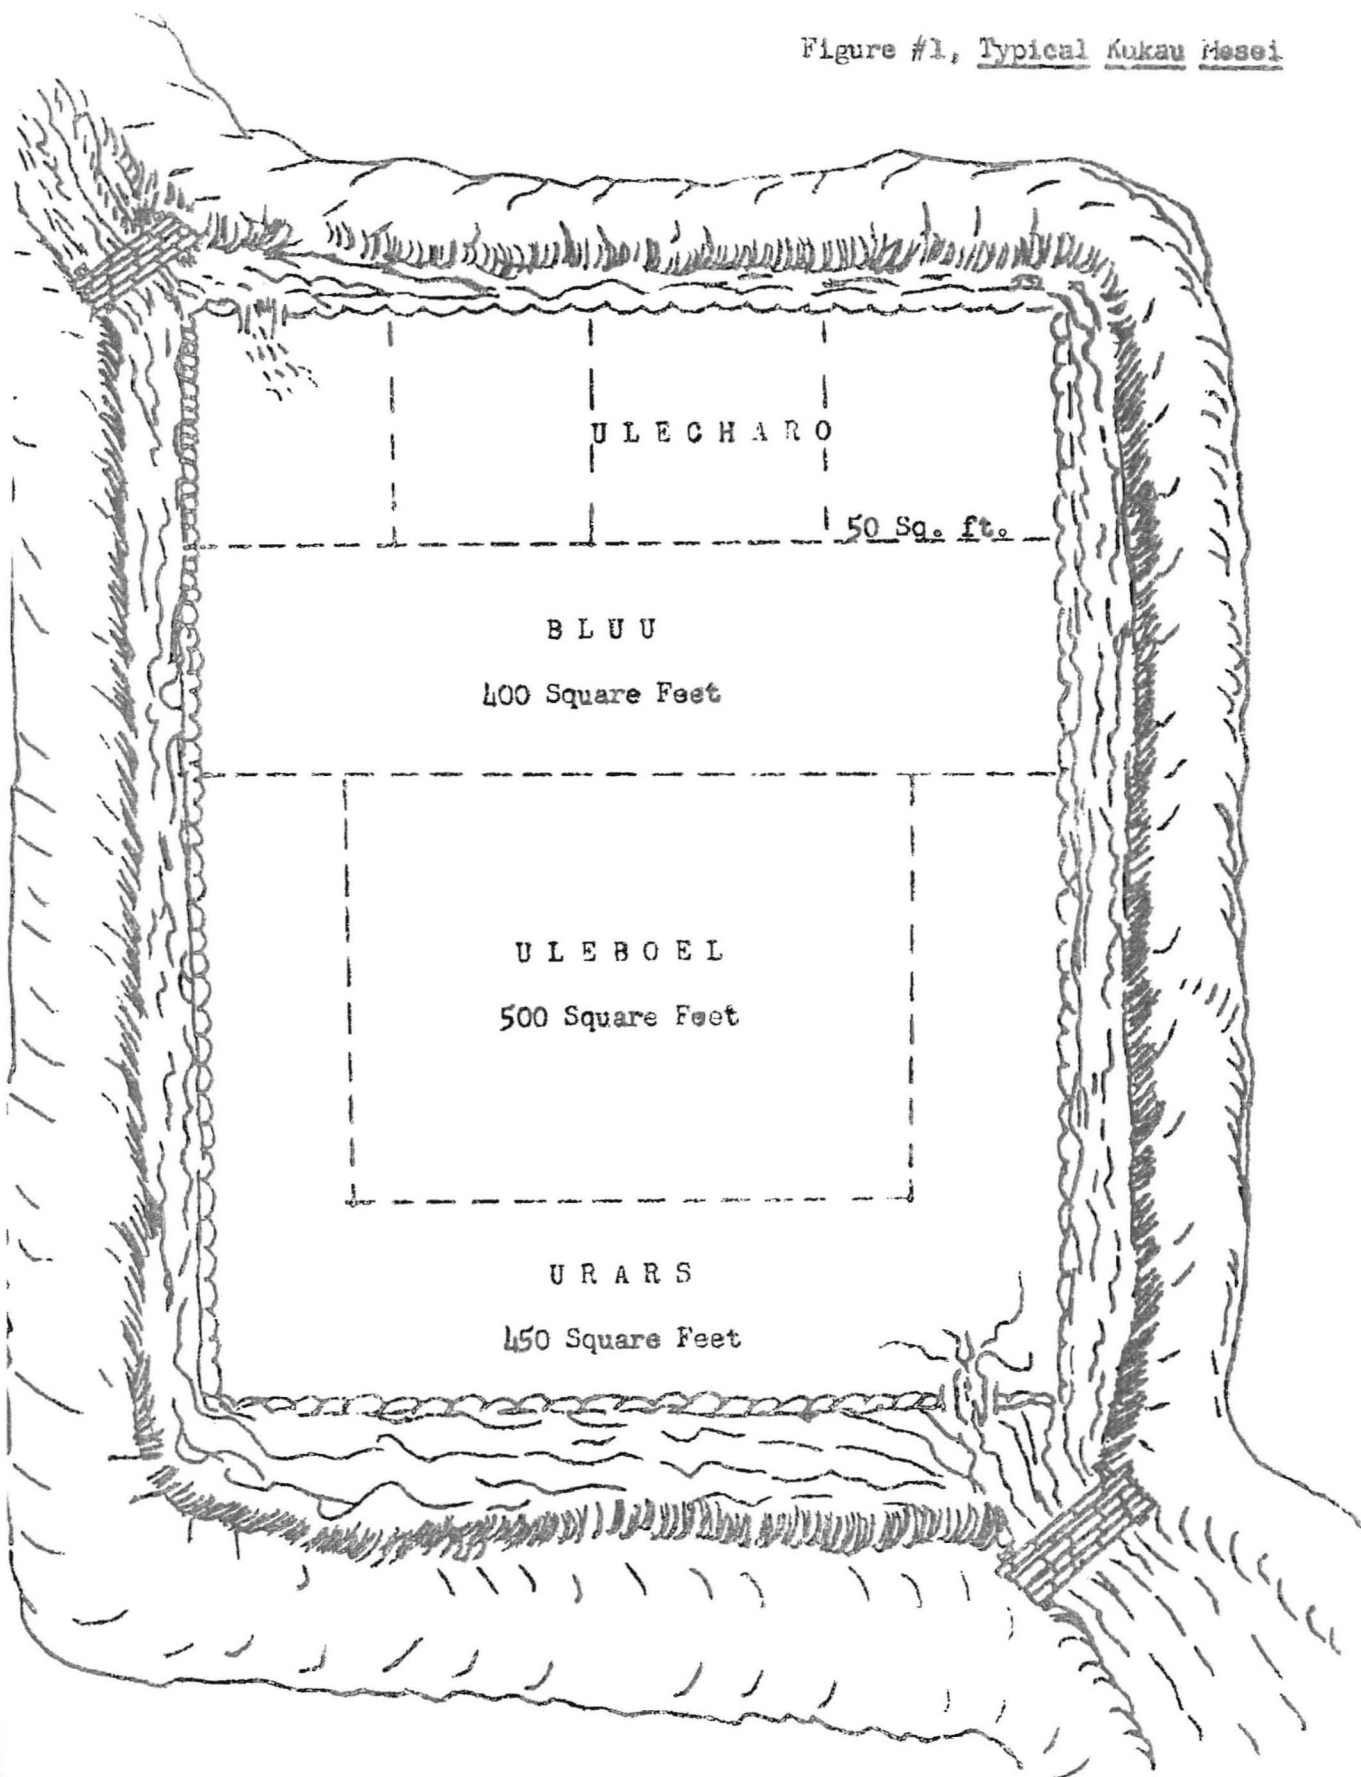 Figure #1, Typical Kukau Mesei
ULECHARO
50 Sq. ft.
BLUU
400 Square Feet
ULEBOEL
500 Square Feet
URARS
450 Square Feet